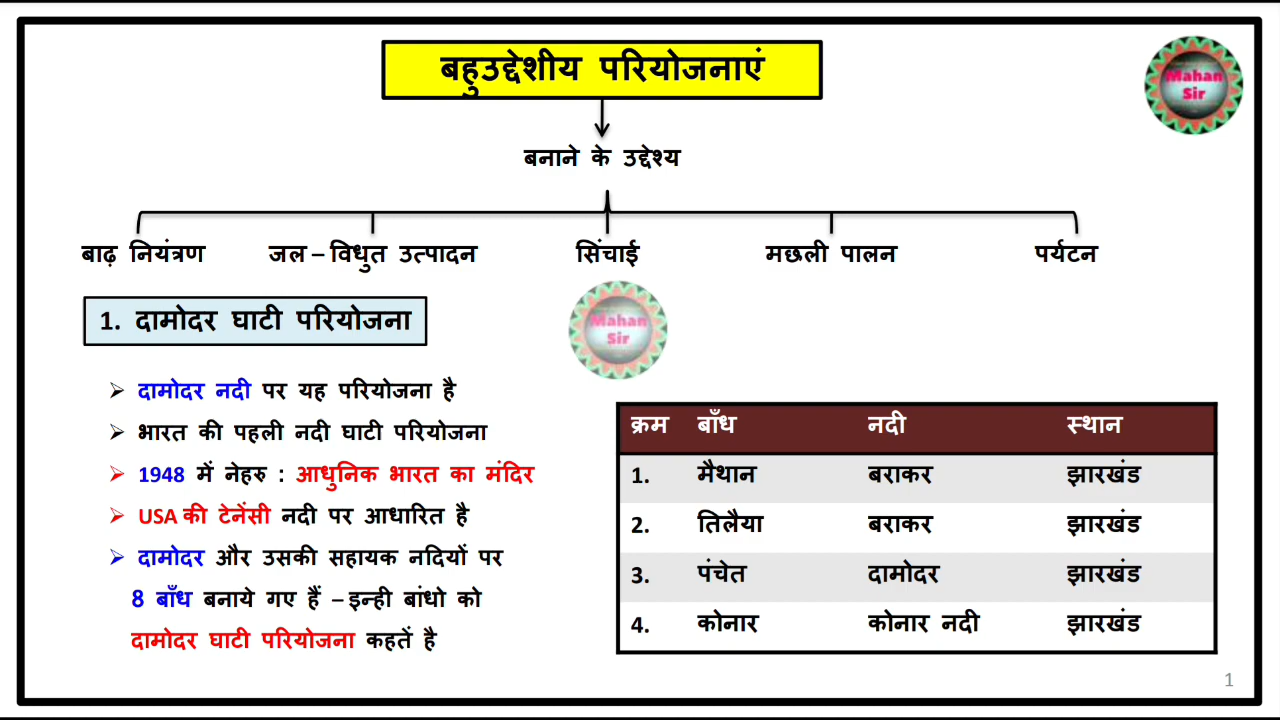 बहुउद्देशीय परियोजनाएं
Mahan
Sir
बनाने के उद्देश्य
बाढ़ नियंत्रण जल – विधुत उत्पादन सिंचाई मछली पालन पर्यटन
Mahan
Sir
1. दामोदर घाटी परियोजना
दामोदर नदी पर यह परियोजना है
भारत की पहली नदी घाटी परियोजना
1948 में नेहरु : आधुनिक भारत का मंदिर
USA की टेनेंसी नदी पर आधारित है
दामोदर और उसकी सहायक नदियों पर
8 बाँध बनाये गए हैं – इन्ही बांधो को
दामोदर घाटी परियोजना कहतें है
क्रम बाँध नदी स्थान
1. मैथान बराकर झारखंड
2. तिलैया बराकर झारखंड
3. पंचेत दामोदर झारखंड
4. कोनार कोनार नदी झारखंड
1